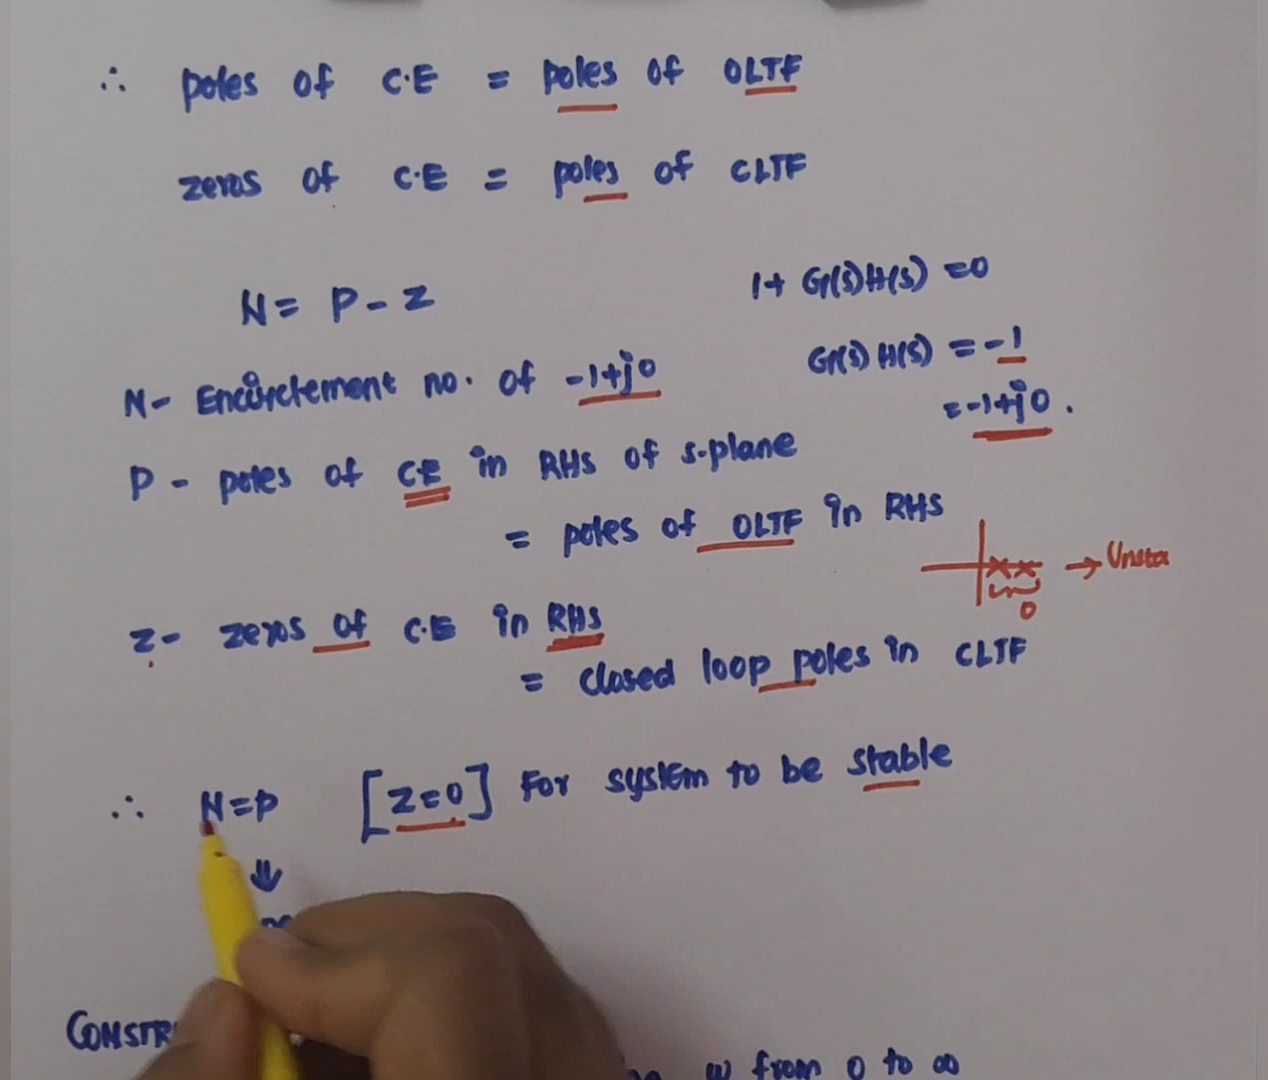 ∴ poles of C.E = poles of OLTF
zeros of C.E = poles of CLTF
N = P - Z
1+ G(s)H(s) =0
G(s) H(s) = -1
= -1+j0 .
N - Encirclement no. of -1+j0
P - poles of C.E in RHS of s-plane
= poles of OLTF in RHS
→ Unsta
0
Z - zeros of C.E in RHS
= closed loop poles in CLTF
∴ N=P [Z=0] For system to be stable
⇓
CONSTR
w from 0 to ∞